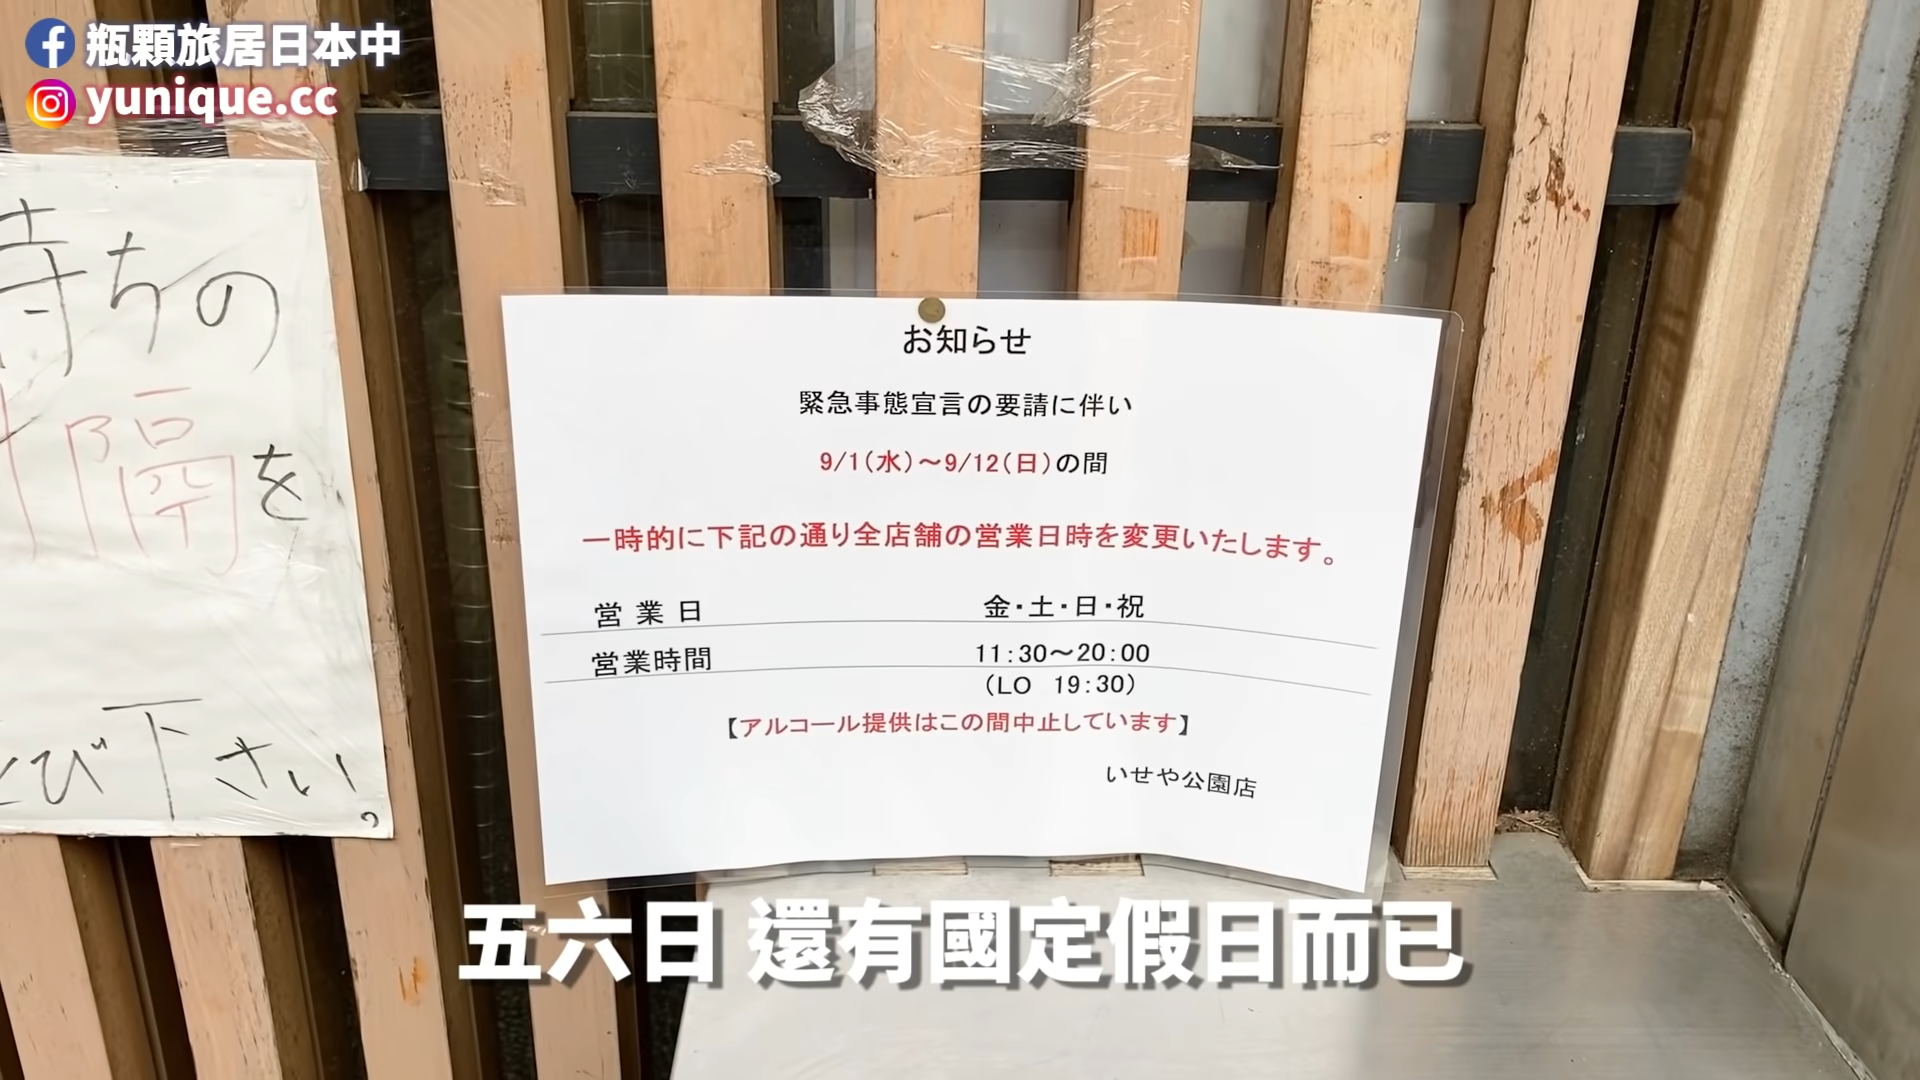 瓶顆旅居日本中
yunique.cc
待ちの
隔を
び下さい。
お知らせ
緊急事態宣言の要請に伴い
9/1(水)～9/12(日)の間
一時的に下記の通り全店舗の営業日時を変更いたします。
営業日 金・土・日・祝
営業時間 11:30～20:00
(LO 19:30)
【アルコール提供はこの間中止しています】
いせや公園店
五六日 還有國定假日而已